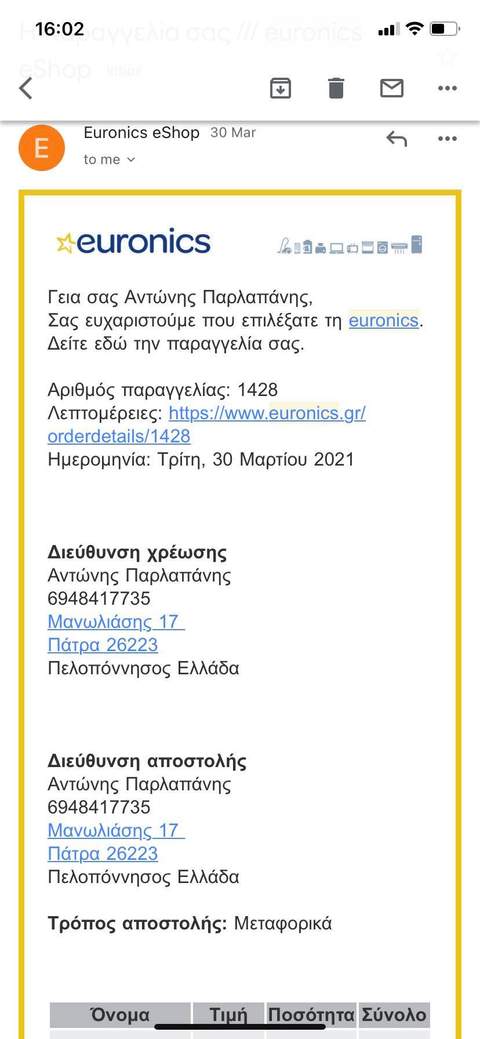 16:02
Η παραγγελία σας /// euronics
eShop Inbox
E
Euronics eShop 30 Mar
to me
euronics
Γεια σας Αντώνης Παρλαπάνης,
Σας ευχαριστούμε που επιλέξατε τη euronics.
Δείτε εδώ την παραγγελία σας.
Αριθμός παραγγελίας: 1428
Λεπτομέρειες: https://www.euronics.gr/
orderdetails/1428
Ημερομηνία: Τρίτη, 30 Μαρτίου 2021
Διεύθυνση χρέωσης
Αντώνης Παρλαπάνης
6948417735
Μανωλιάσης 17
Πάτρα 26223
Πελοπόννησος Ελλάδα
Διεύθυνση αποστολής
Αντώνης Παρλαπάνης
6948417735
Μανωλιάσης 17
Πάτρα 26223
Πελοπόννησος Ελλάδα
Τρόπος αποστολής: Μεταφορικά
Όνομα Τιμή Ποσότητα Σύνολο